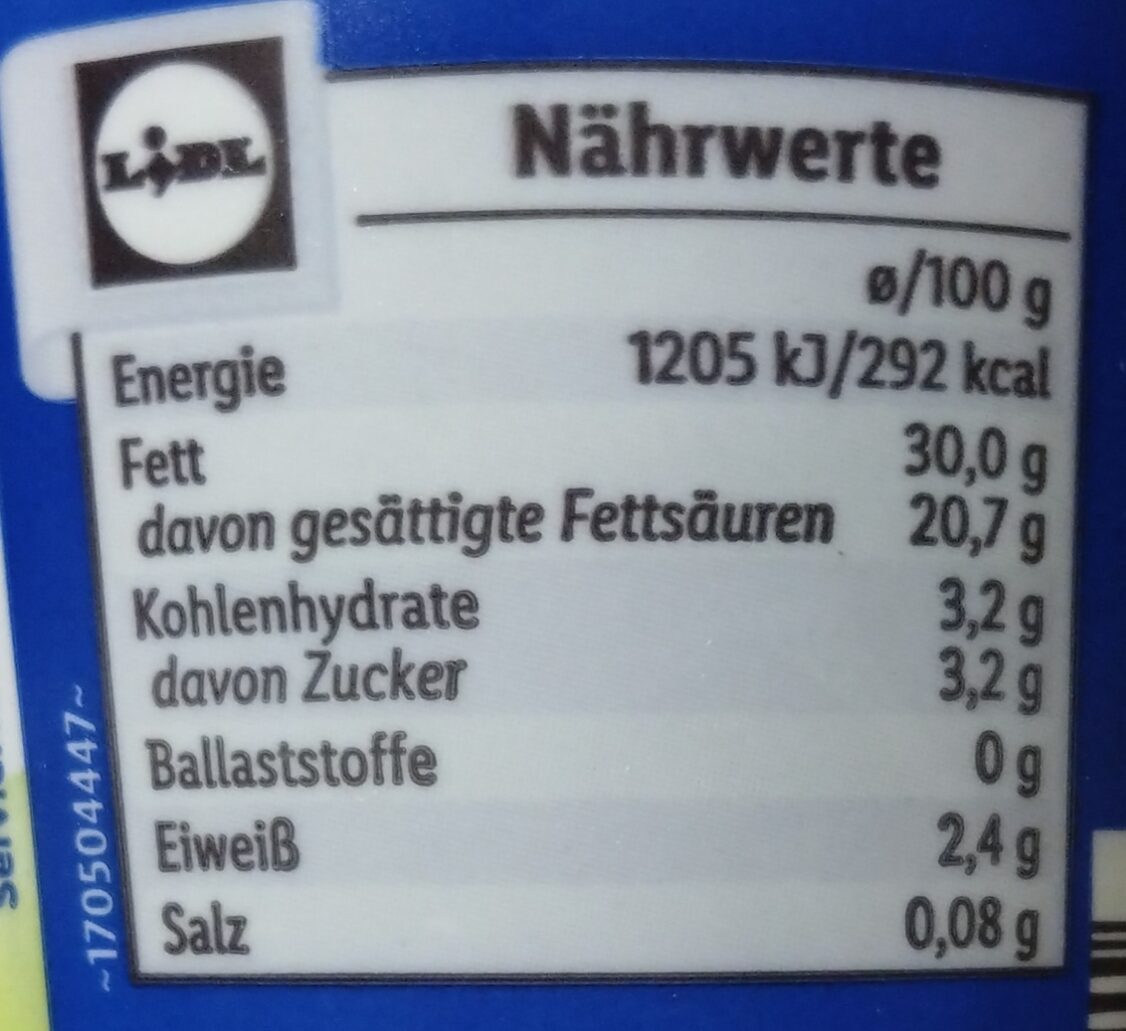 LiDL
Nährwerte
ø/100 g
Energie 1205 kJ/292 kcal
Fett 30,0 g
davon gesättigte Fettsäuren 20,7 g
Kohlenhydrate 3,2 g
davon Zucker 3,2 g
Ballaststoffe 0 g
Eiweiß 2,4 g
Salz 0,08 g
~170504447~